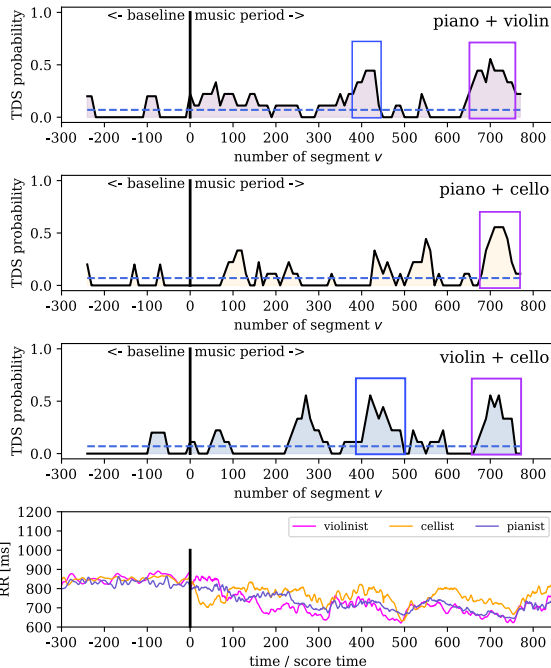 <- baseline music period -> piano + violin
1.0
TDS probability
0.5
0.0
-300 -200 -100 0 100 200 300 400 500 600 700 800
number of segment v
<- baseline music period -> piano + cello
1.0
TDS probability
0.5
0.0
-300 -200 -100 0 100 200 300 400 500 600 700 800
number of segment v
<- baseline music period -> violin + cello
1.0
TDS probability
0.5
0.0
-300 -200 -100 0 100 200 300 400 500 600 700 800
number of segment v
1200
violinist cellist pianist
1100
1000
RR [ms]
900
800
700
600
-300 -200 -100 0 100 200 300 400 500 600 700 800
time / score time